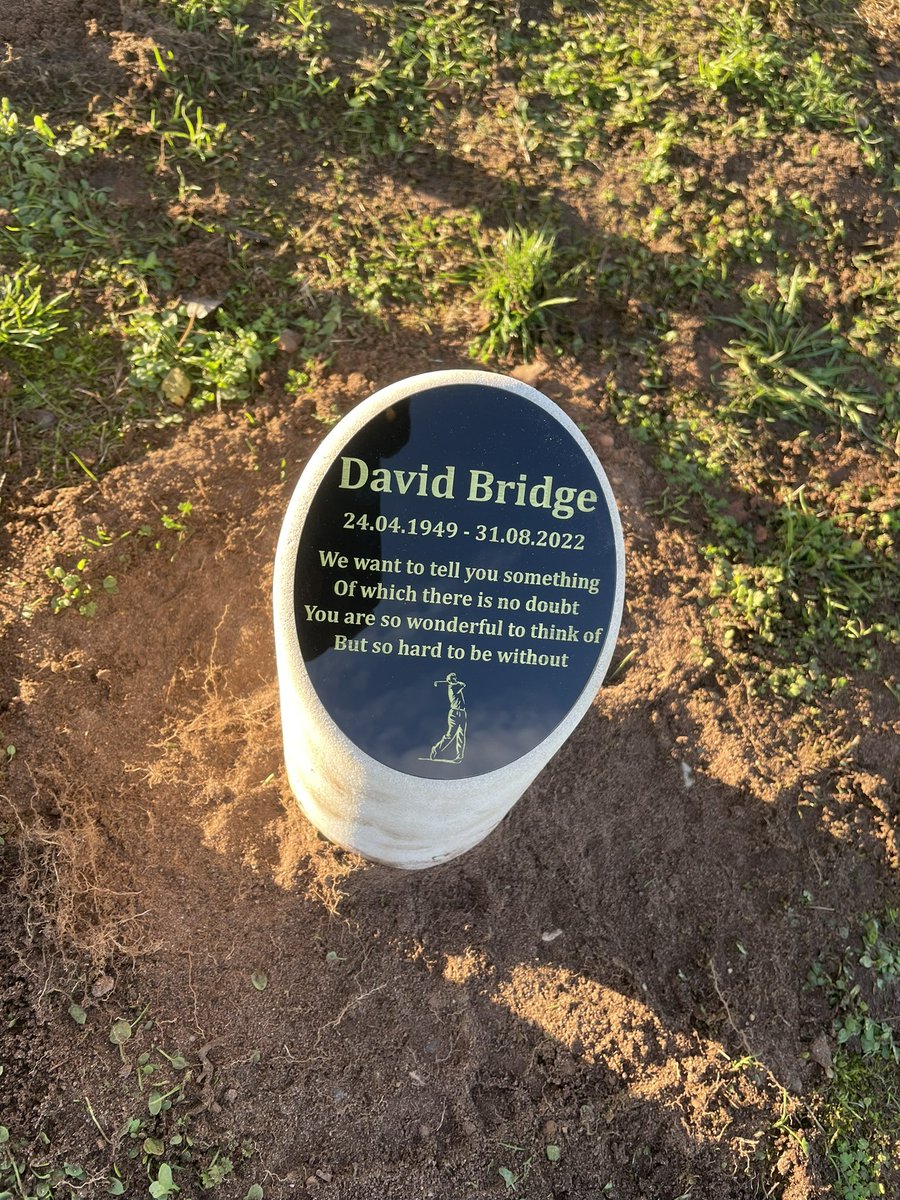 David Bridge
24.04.1949 - 31.08.2022
We want to tell you something
Of which there is no doubt
You are so wonderful to think of
But so hard to be without